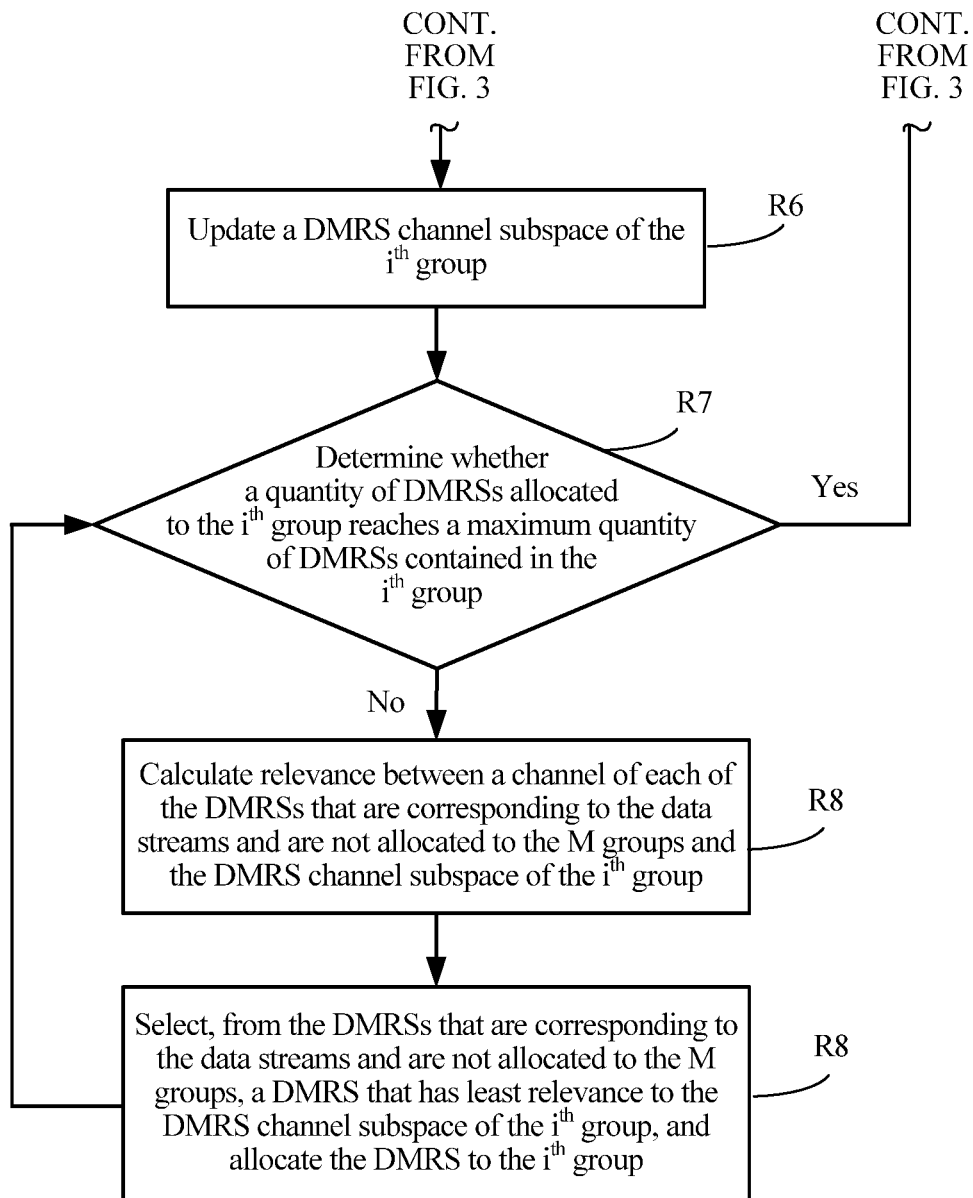 CONT.
FROM
FIG. 3
CONT.
FROM
FIG. 3
Update a DMRS channel subspace of the
ith group
R6
Determine whether
a quantity of DMRSs allocated
to the ith group reaches a maximum quantity
of DMRSs contained in the
ith group
R7
Yes
No
Calculate relevance between a channel of each of
the DMRSs that are corresponding to the data
streams and are not allocated to the M groups and
the DMRS channel subspace of the ith group
R8
Select, from the DMRSs that are corresponding to
the data streams and are not allocated to the M
groups, a DMRS that has least relevance to the
DMRS channel subspace of the ith group, and
allocate the DMRS to the ith group
R8